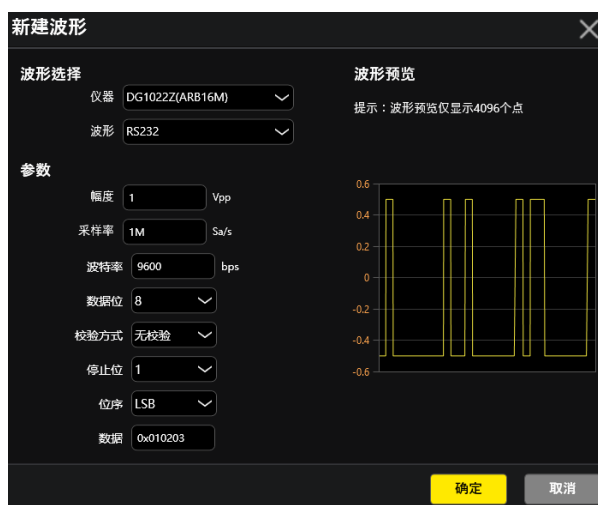 新建波形
波形选择
仪器 DG1022Z(ARB16M)
波形 RS232
参数
幅度 1 Vpp
采样率 1M Sa/s
波特率 9600 bps
数据位 8
校验方式 无校验
停止位 1
位序 LSB
数据 0x010203
波形预览
提示：波形预览仅显示4096个点
0.6
0.4
0.2
0
-0.2
-0.4
-0.6
确定 取消